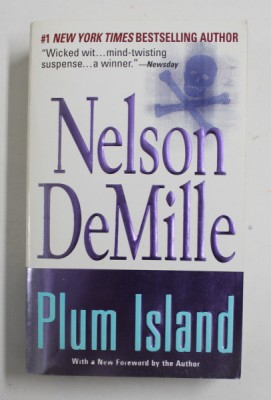 #1 NEW YORK TIMES BESTSELLING AUTHOR
“Wicked wit...mind-twisting
suspense...a winner.”—Newsday
Nelson
DeMille
Plum Island
With a New Foreword by the Author